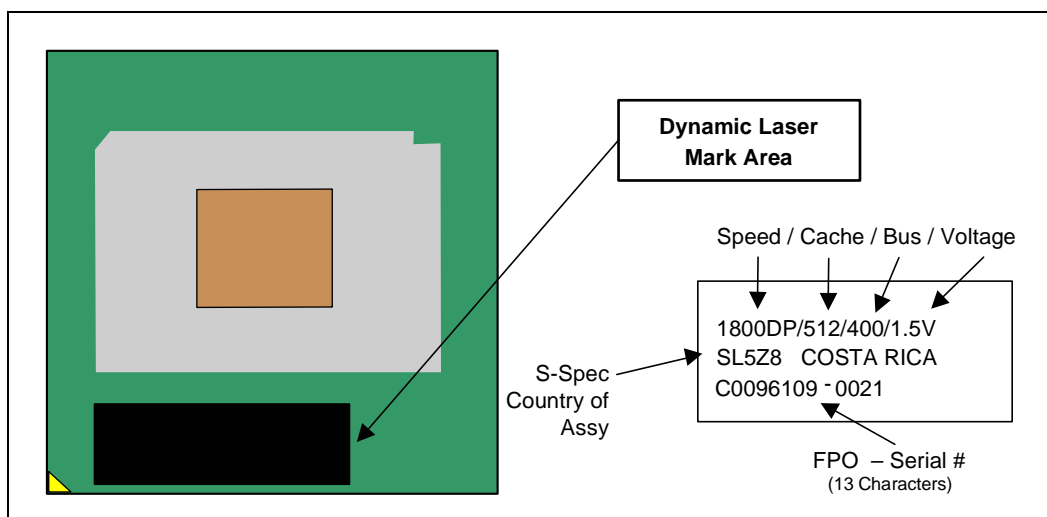 Dynamic Laser
Mark Area
Speed / Cache / Bus / Voltage
1800DP/512/400/1.5V
SL5Z8 COSTA RICA
C0096109 - 0021
S-Spec
Country of
Assy
FPO – Serial #
(13 Characters)